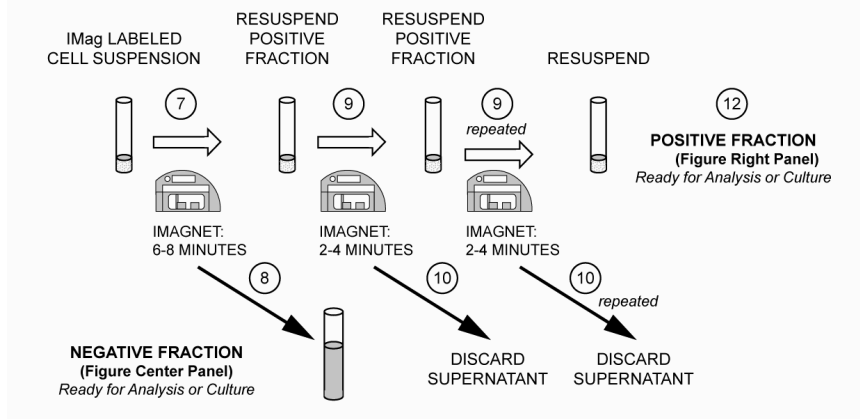 IMag LABELED
CELL SUSPENSION
RESUSPEND
POSITIVE
FRACTION
RESUSPEND
POSITIVE
FRACTION
RESUSPEND
7
9
9
repeated
12
POSITIVE FRACTION
(Figure Right Panel)
Ready for Analysis or Culture
IMAGNET:
6-8 MINUTES
IMAGNET:
2-4 MINUTES
IMAGNET:
2-4 MINUTES
8
10
10
repeated
NEGATIVE FRACTION
(Figure Center Panel)
Ready for Analysis or Culture
DISCARD
SUPERNATANT
DISCARD
SUPERNATANT